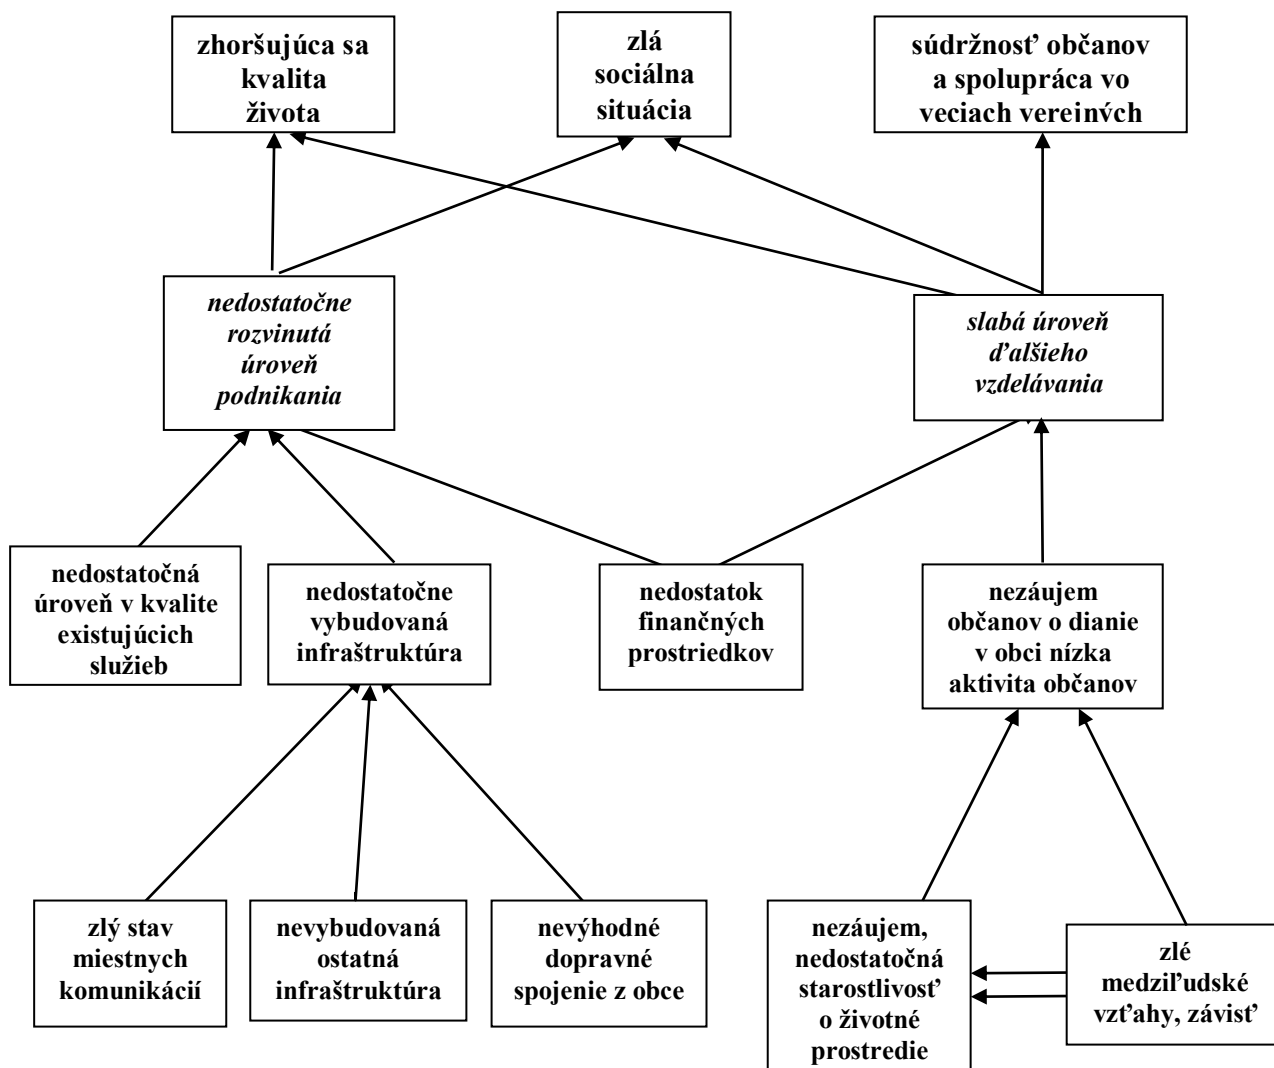 zhoršujúca sa
kvalita
života
zlá
sociálna
situácia
súdržnosť občanov
a spolupráca vo
veciach verejných
nedostatočne
rozvinutá
úroveň
podnikania
slabá úroveň
ďalšieho
vzdelávania
nedostatočná
úroveň v kvalite
existujúcich
služieb
nedostatočne
vybudovaná
infraštruktúra
nedostatok
finančných
prostriedkov
nezáujem
občanov o dianie
v obci nízka
aktivita občanov
zlý stav
miestnych
komunikácií
nevybudovaná
ostatná
infraštruktúra
nevýhodné
dopravné
spojenie z obce
nezáujem,
nedostatočná
starostlivosť
o životné
prostredie
zlé
medziľudské
vzťahy, závisť